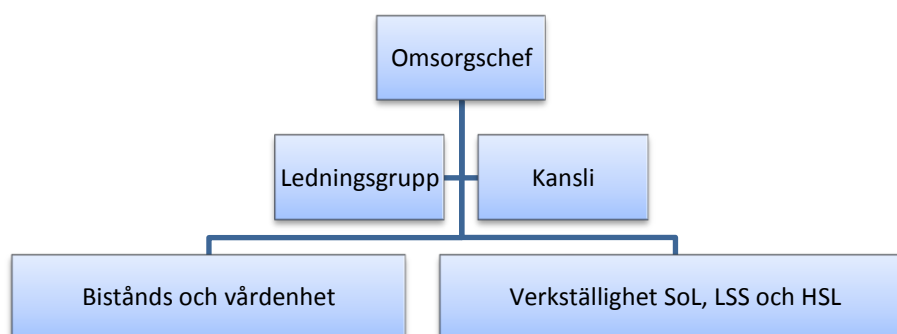 Omsorgschef
Ledningsgrupp
Kansli
Bistånds och vårdenhet
Verkställighet SoL, LSS och HSL